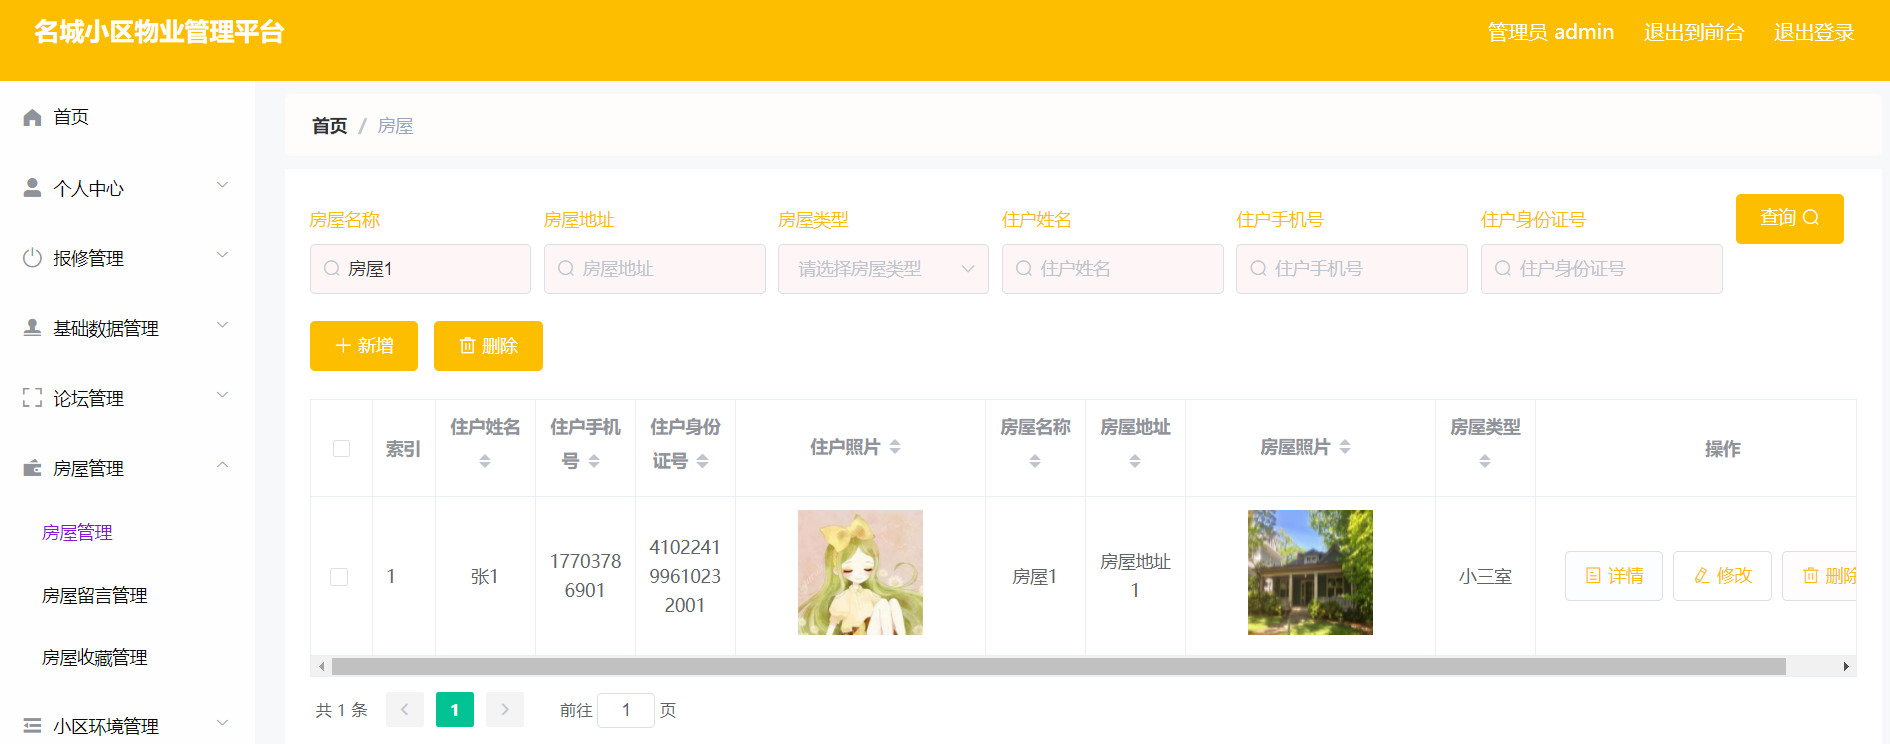 名城小区物业管理平台
管理员 admin 退出到前台 退出登录
首页
个人中心
报修管理
基础数据管理
论坛管理
房屋管理
房屋管理
房屋留言管理
房屋收藏管理
小区环境管理
首页 / 房屋
房屋名称 房屋地址 房屋类型 住户姓名 住户手机号 住户身份证号 查询
房屋1 房屋地址 请选择房屋类型 住户姓名 住户手机号 住户身份证号
新增 删除
索引
住户姓名
住户手机
号
住户身份
证号
住户照片
房屋名称
房屋地址
房屋照片
房屋类型
操作
1
张1
1770378
6901
4102241
9961023
2001
房屋1
房屋地址
1
小三室
详情 修改 删除
共 1 条 1 前往 1 页